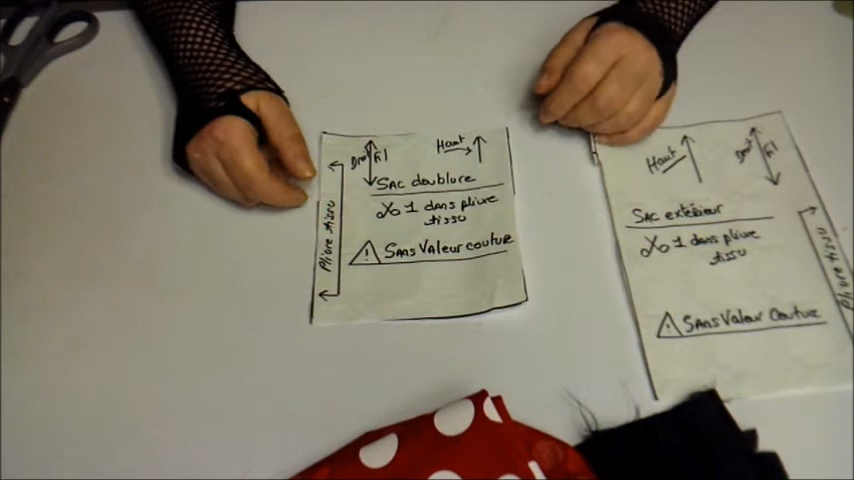 Droit fil
Haut
Sac doublure
1 dans pliure
tissu
Sans Valeur couture
Pliure tissu
Haut
Droit fil
Sac extérieur
1 dans pliure
tissu
Sans Valeur Couture
Pliure tissu